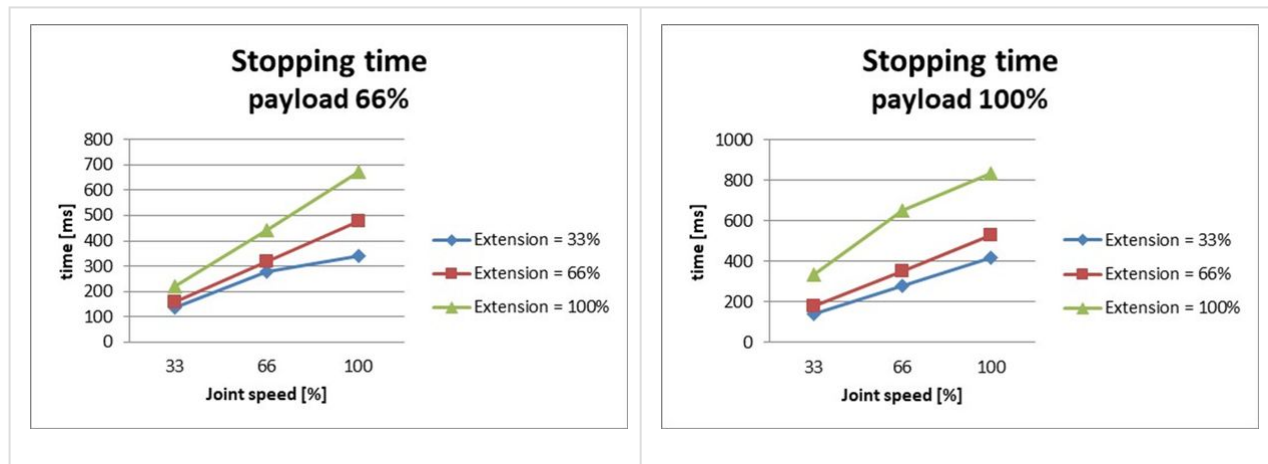 Stopping time
payload 66%
800
700
600
500
400
300
200
100
0
time [ms]
33 66 100
Joint speed [%]
Extension = 33%
Extension = 66%
Extension = 100%
Stopping time
payload 100%
1000
800
600
400
200
0
time [ms]
33 66 100
Joint speed [%]
Extension = 33%
Extension = 66%
Extension = 100%